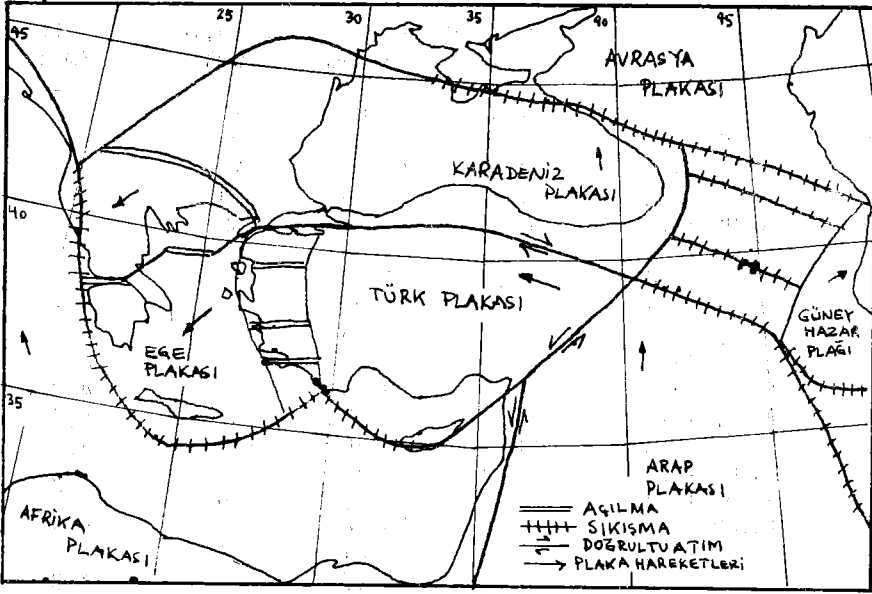 45
25
30
35
40
45
AVRASYA
PLAKASI
KARADENİZ
PLAKASI
40
TÜRK PLAKASI
GÜNEY
HAZAR
PLAĞI
EGE
PLAKASI
35
ARAP
PLAKASI
AFRİKA
PLAKASI
AÇILMA
SIKIŞMA
DOĞRULTU ATIM
PLAKA HAREKETLERİ